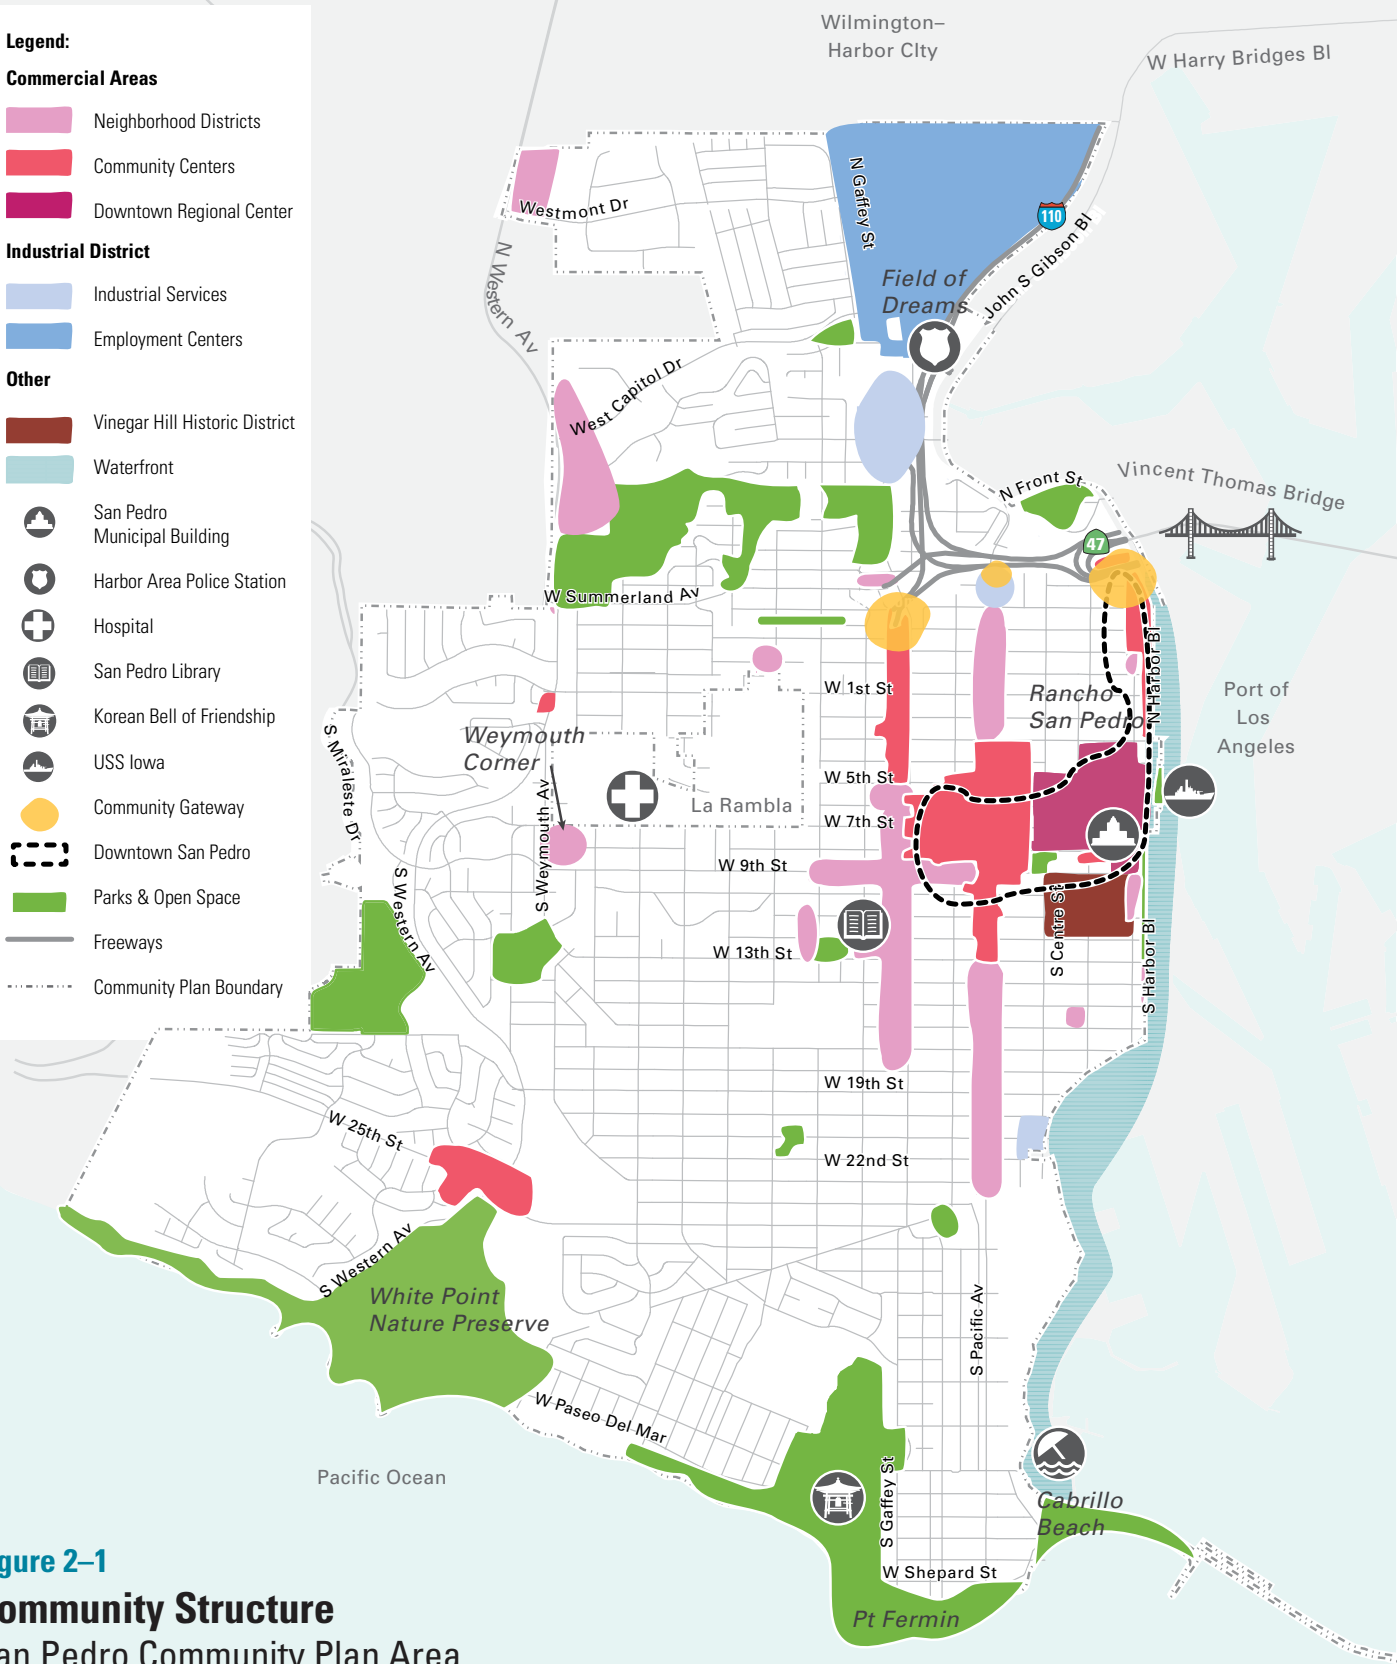 Legend:
Commercial Areas
Neighborhood Districts
Community Centers
Downtown Regional Center
Industrial District
Industrial Services
Employment Centers
Other
Vinegar Hill Historic District
Waterfront
San Pedro
Municipal Building
Harbor Area Police Station
Hospital
San Pedro Library
Korean Bell of Friendship
USS Iowa
Community Gateway
Downtown San Pedro
Parks & Open Space
Freeways
Community Plan Boundary
Wilmington–
Harbor CIty
W Harry Bridges Bl
N Gaffey St
Westmont Dr
110
John S Gibson Bl
N Western Av
Field of
Dreams
West Capitol Dr
N Front St
Vincent Thomas Bridge
47
W Summerland Av
N Harbor Bl
W 1st St
Rancho
San Pedro
Port of
Los
Angeles
S Miraleste Dr
Weymouth
Corner
W 5th St
La Rambla
W 7th St
S Weymouth Av
W 9th St
S Western Av
S Centre St
W 13th St
S Harbor Bl
W 19th St
W 25th St
W 22nd St
S Western Av
White Point
Nature Preserve
S Pacific Av
W Paseo Del Mar
Pacific Ocean
S Gaffey St
Cabrillo
Beach
W Shepard St
Pt Fermin
gure 2–1
ommunity Structure
an Pedro Community Plan Area